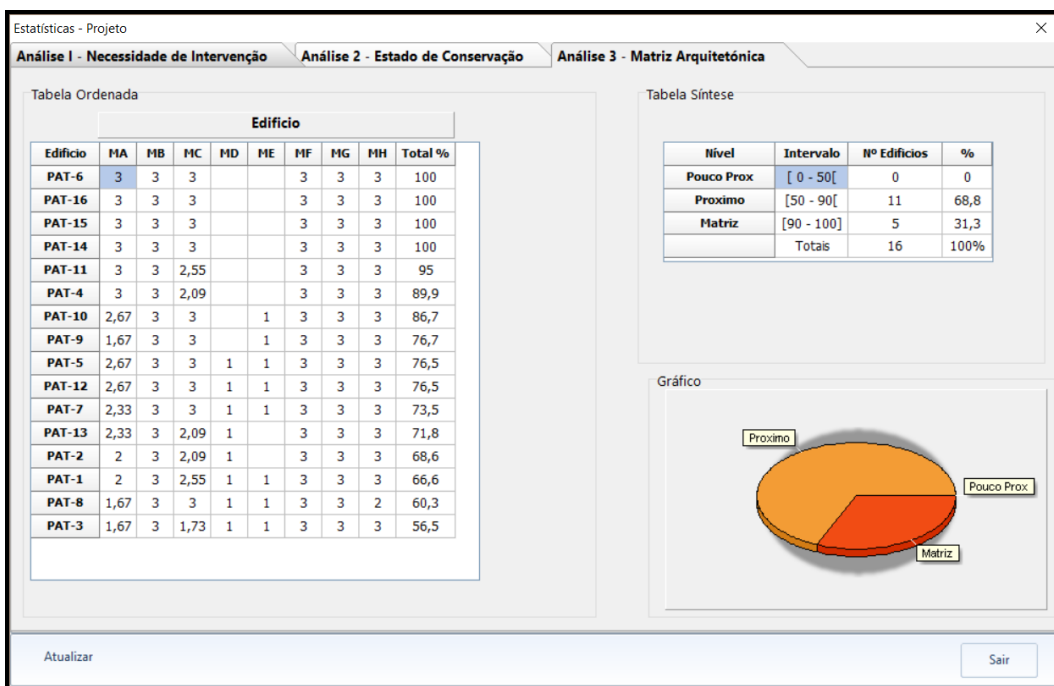 Estatísticas - Projeto
Análise I - Necessidade de Intervenção Análise 2 - Estado de Conservação Análise 3 - Matriz Arquitetónica
Tabela Ordenada
Edificio
Edificio MA MB MC MD ME MF MG MH Total %
PAT-6 3 3 3 3 3 3 100
PAT-16 3 3 3 3 3 3 100
PAT-15 3 3 3 3 3 3 100
PAT-14 3 3 3 3 3 3 100
PAT-11 3 3 2,55 3 3 3 95
PAT-4 3 3 2,09 3 3 3 89,9
PAT-10 2,67 3 3 1 3 3 3 86,7
PAT-9 1,67 3 3 1 3 3 3 76,7
PAT-5 2,67 3 3 1 1 3 3 3 76,5
PAT-12 2,67 3 3 1 1 3 3 3 76,5
PAT-7 2,33 3 3 1 1 3 3 3 73,5
PAT-13 2,33 3 2,09 1 3 3 3 71,8
PAT-2 2 3 2,09 1 3 3 3 68,6
PAT-1 2 3 2,55 1 1 3 3 3 66,6
PAT-8 1,67 3 3 1 1 3 3 2 60,3
PAT-3 1,67 3 1,73 1 1 3 3 3 56,5
Tabela Síntese
Nível Intervalo Nº Edificios %
Pouco Prox [ 0 - 50[ 0 0
Proximo [50 - 90[ 11 68,8
Matriz [90 - 100] 5 31,3
Totais 16 100%
Gráfico
Proximo
Pouco Prox
Matriz
Atualizar
Sair